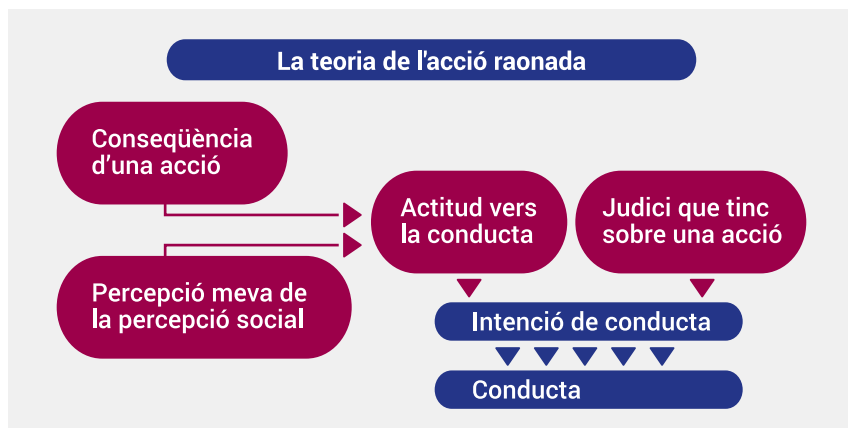 La teoria de l'acció raonada
Conseqüència
d'una acció
Percepció meva de
la percepció social
Actitud vers
la conducta
Judici que tinc
sobre una acció
Intenció de conducta
Conducta